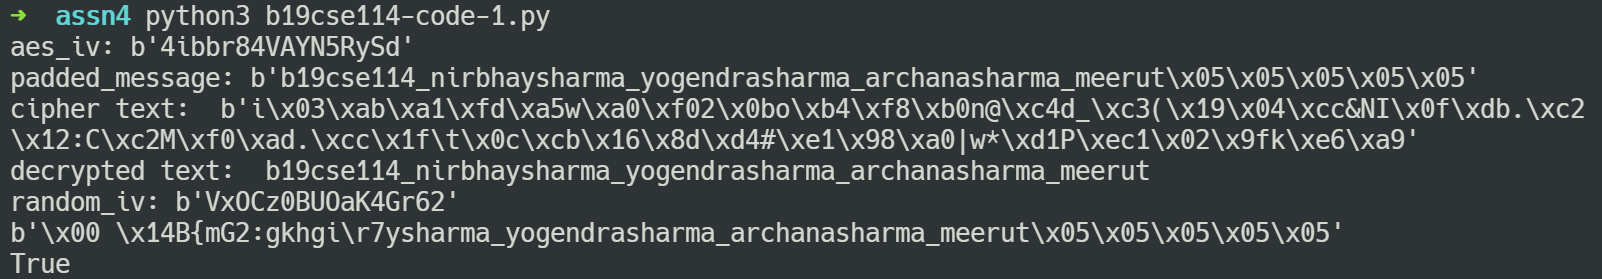 ➜  assn4 python3 b19cse114-code-1.py
aes_iv: b'4ibbr84VAYN5RySd'
padded_message: b'b19cse114_nirbhaysharma_yogendrasharma_archanasharma_meerut\x05\x05\x05\x05\x05'
cipher text:  b'i\x03\xab\xa1\xfd\xa5w\xa0\xf02\x0bo\xb4\xf8\xb0n@\xc4d_\xc3(\x19\x04\xcc&NI\x0f\xdb.\xc2
\x12:C\xc2M\xf0\xad.\xcc\x1f\t\x0c\xcb\x16\x8d\xd4#\xe1\x98\xa0|w*\xd1P\xec1\x02\x9fk\xe6\xa9'
decrypted text:  b19cse114_nirbhaysharma_yogendrasharma_archanasharma_meerut
random_iv: b'VxOCz0BUOaK4Gr62'
b'\x00 \x14B{mG2:gkhgi\r7ysharma_yogendrasharma_archanasharma_meerut\x05\x05\x05\x05\x05'
True